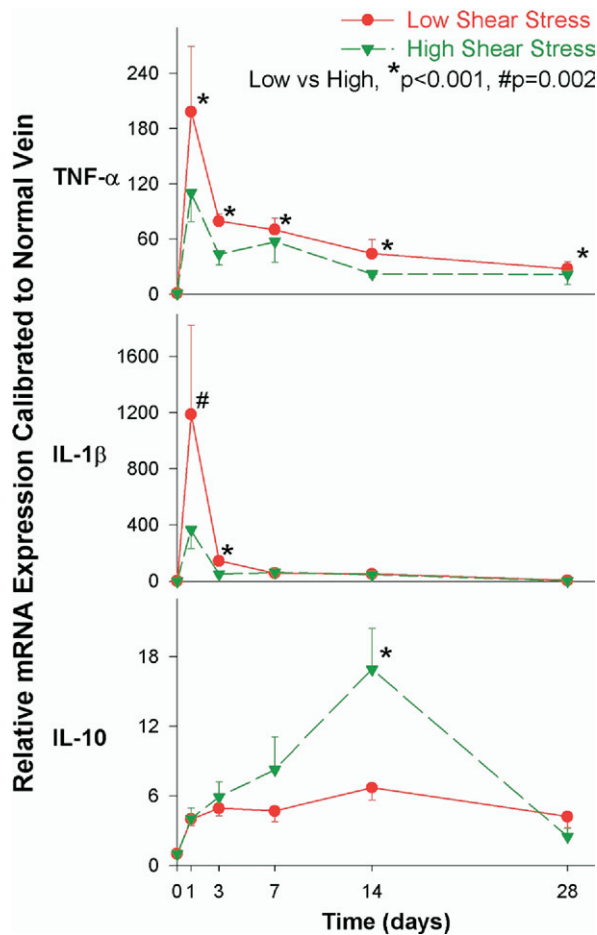 Low Shear Stress
High Shear Stress
Low vs High, *p<0.001, #p=0.002
Relative mRNA Expression Calibrated to Normal Vein
TNF-α
240
180
120
60
0
*
*
*
*
*
IL-1β
1600
1200
800
400
0
#
*
IL-10
18
12
6
0
*
0 1 3 7 14 28
Time (days)